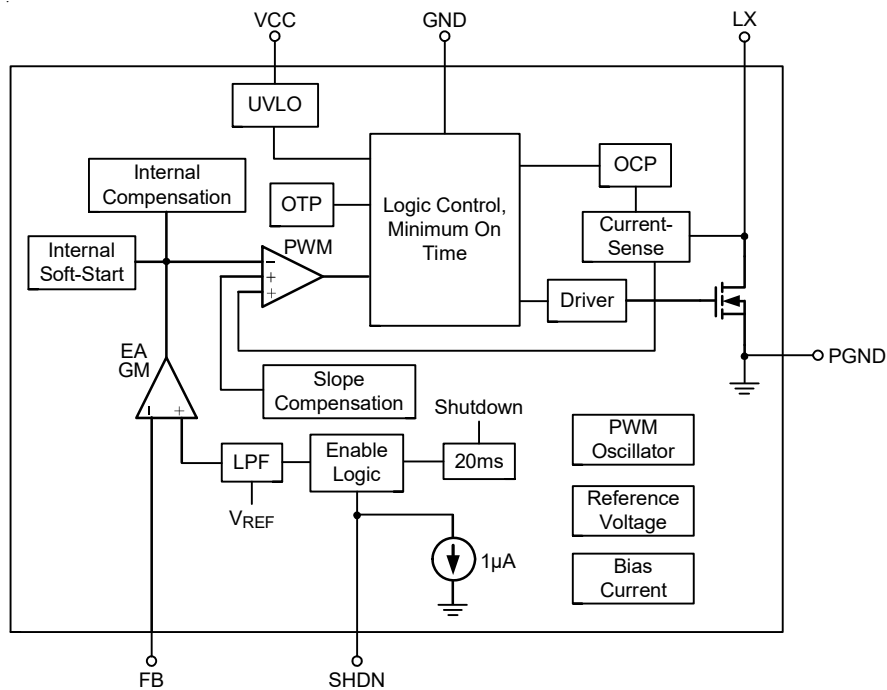 VCC
GND
LX
UVLO
Internal
Compensation
OTP
Logic Control,
Minimum On
Time
OCP
Current-
Sense
Internal
Soft-Start
PWM
−
+
+
Driver
EA
GM
PGND
Slope
Compensation
−
+
Shutdown
PWM
Oscillator
LPF
Enable
Logic
20ms
VREF
Reference
Voltage
1µA
Bias
Current
FB
SHDN